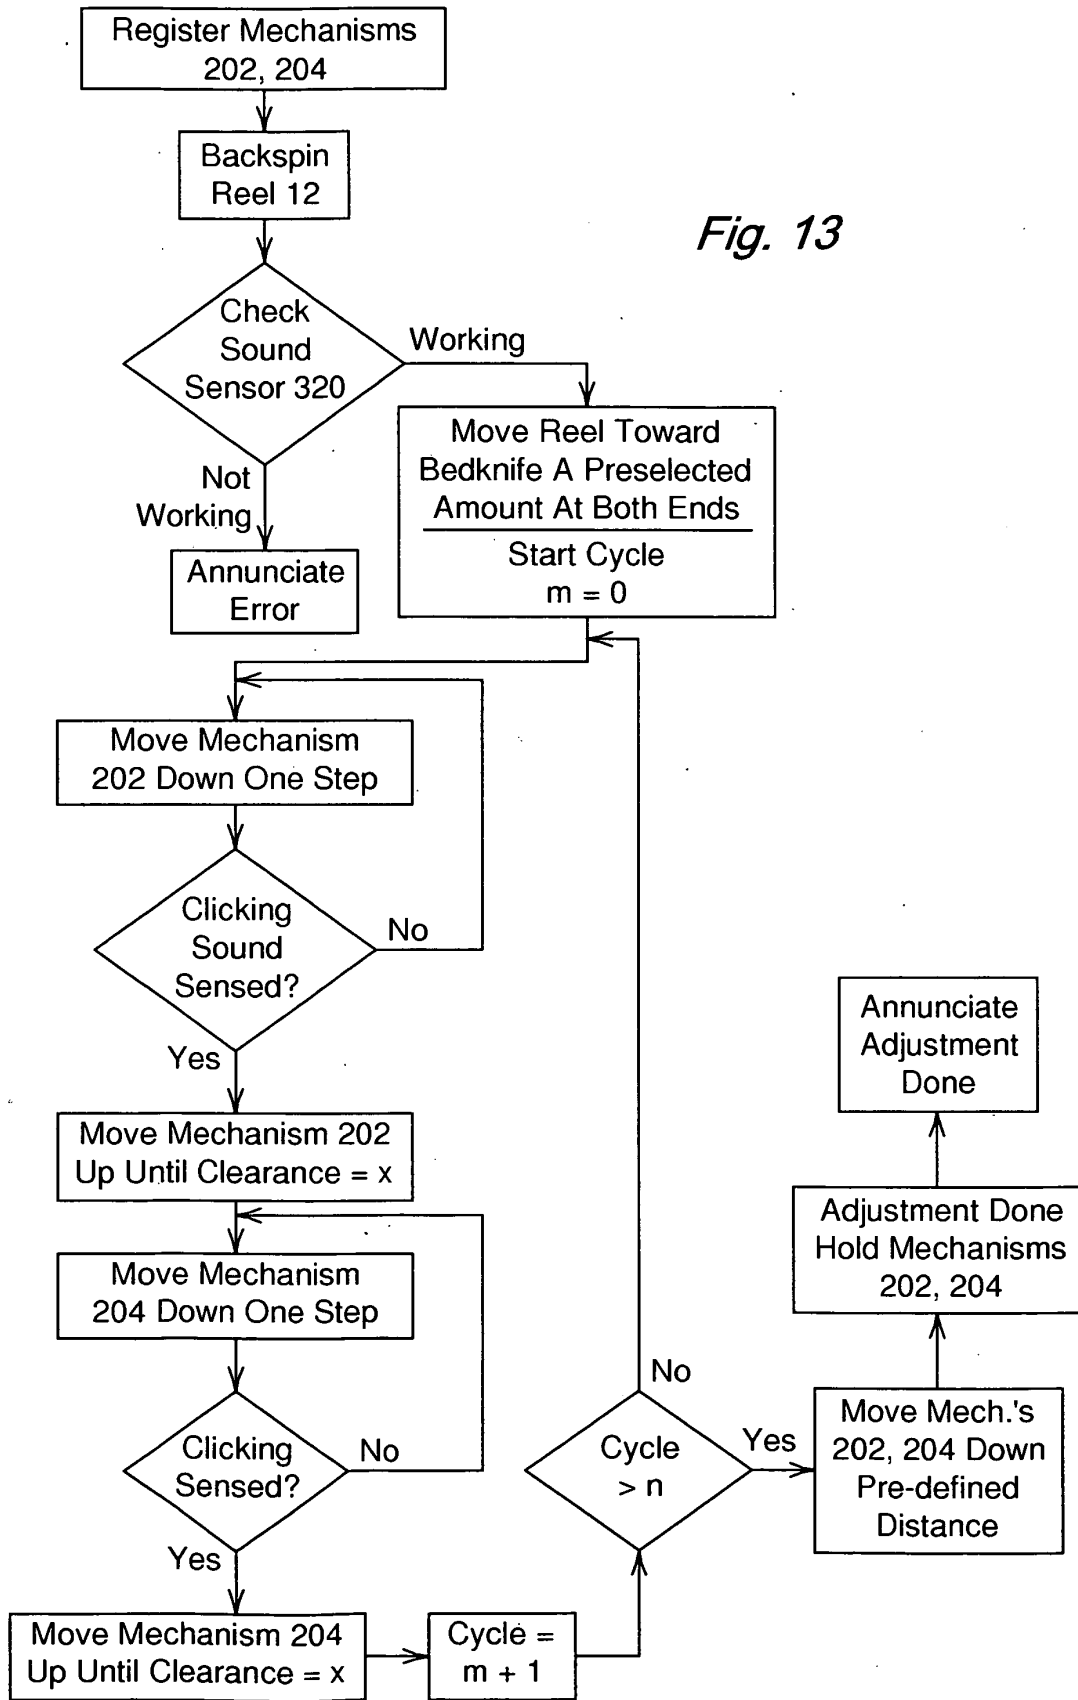 Register Mechanisms
202, 204
Backspin
Reel 12
Fig. 13
Check
Sound
Sensor 320
Working
Not
Working
Annunciate
Error
Move Reel Toward
Bedknife A Preselected
Amount At Both Ends
Start Cycle
m = 0
Move Mechanism
202 Down One Step
Clicking
Sound
Sensed?
No
Yes
Move Mechanism 202
Up Until Clearance = x
Move Mechanism
204 Down One Step
Clicking
Sensed?
No
Yes
Move Mechanism 204
Up Until Clearance = x
Cycle =
m + 1
Cycle
> n
No
Yes
Move Mech.'s
202, 204 Down
Pre-defined
Distance
Adjustment Done
Hold Mechanisms
202, 204
Annunciate
Adjustment
Done